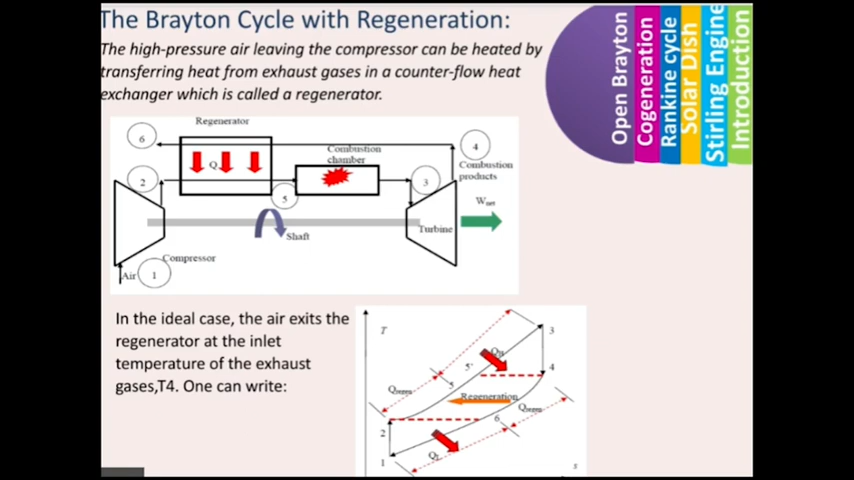 The Brayton Cycle with Regeneration:
The high-pressure air leaving the compressor can be heated by
transferring heat from exhaust gases in a counter-flow heat
exchanger which is called a regenerator.
Open Brayton
Cogeneration
Rankine cycle
Solar Dish
Stirling Engine
Introduction
Regenerator
6
Combustion
chamber
4
Combustion
products
Q
2
5
3
Wnet
Shaft
Turbine
Compressor
Air
1
In the ideal case, the air exits the
regenerator at the inlet
temperature of the exhaust
gases,T4. One can write:
T
3
5'
4
5
Qregen
Regeneration
Qregen
6
2
1
s